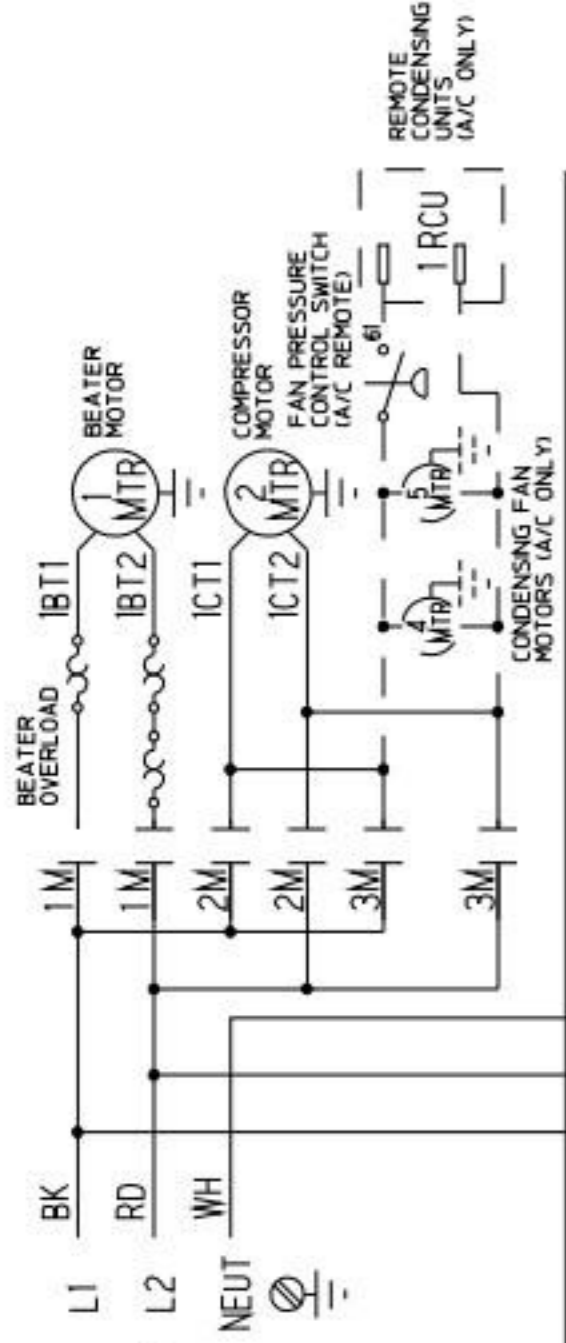 L1
BK
L2
RD
NEUT
WH
1M
1M
2M
2M
3M
3M
BEATER
OVERLOAD
1BT1
1BT2
1CT1
1CT2
1
MTR
BEATER
MOTOR
2
MTR
COMPRESSOR
MOTOR
FAN PRESSURE
CONTROL SWITCH
(A/C REMOTE)
4
MTR
5
MTR
CONDENSING FAN
MOTORS (A/C ONLY)
61
1 RCU
REMOTE
CONDENSING
UNITS
(A/C ONLY)